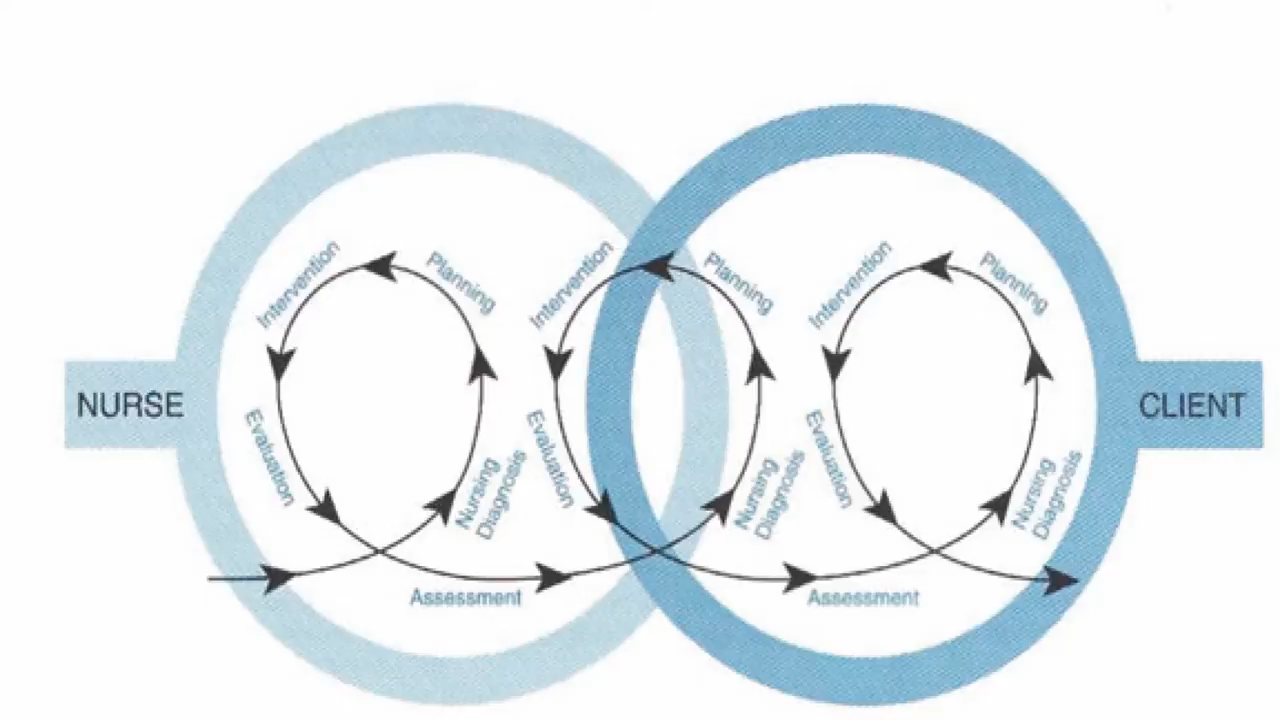 Intervention
Planning
Intervention
Planning
Intervention
Planning
NURSE
CLIENT
Evaluation
Nursing
Diagnosis
Evaluation
Nursing
Diagnosis
Evaluation
Nursing
Diagnosis
Assessment
Assessment